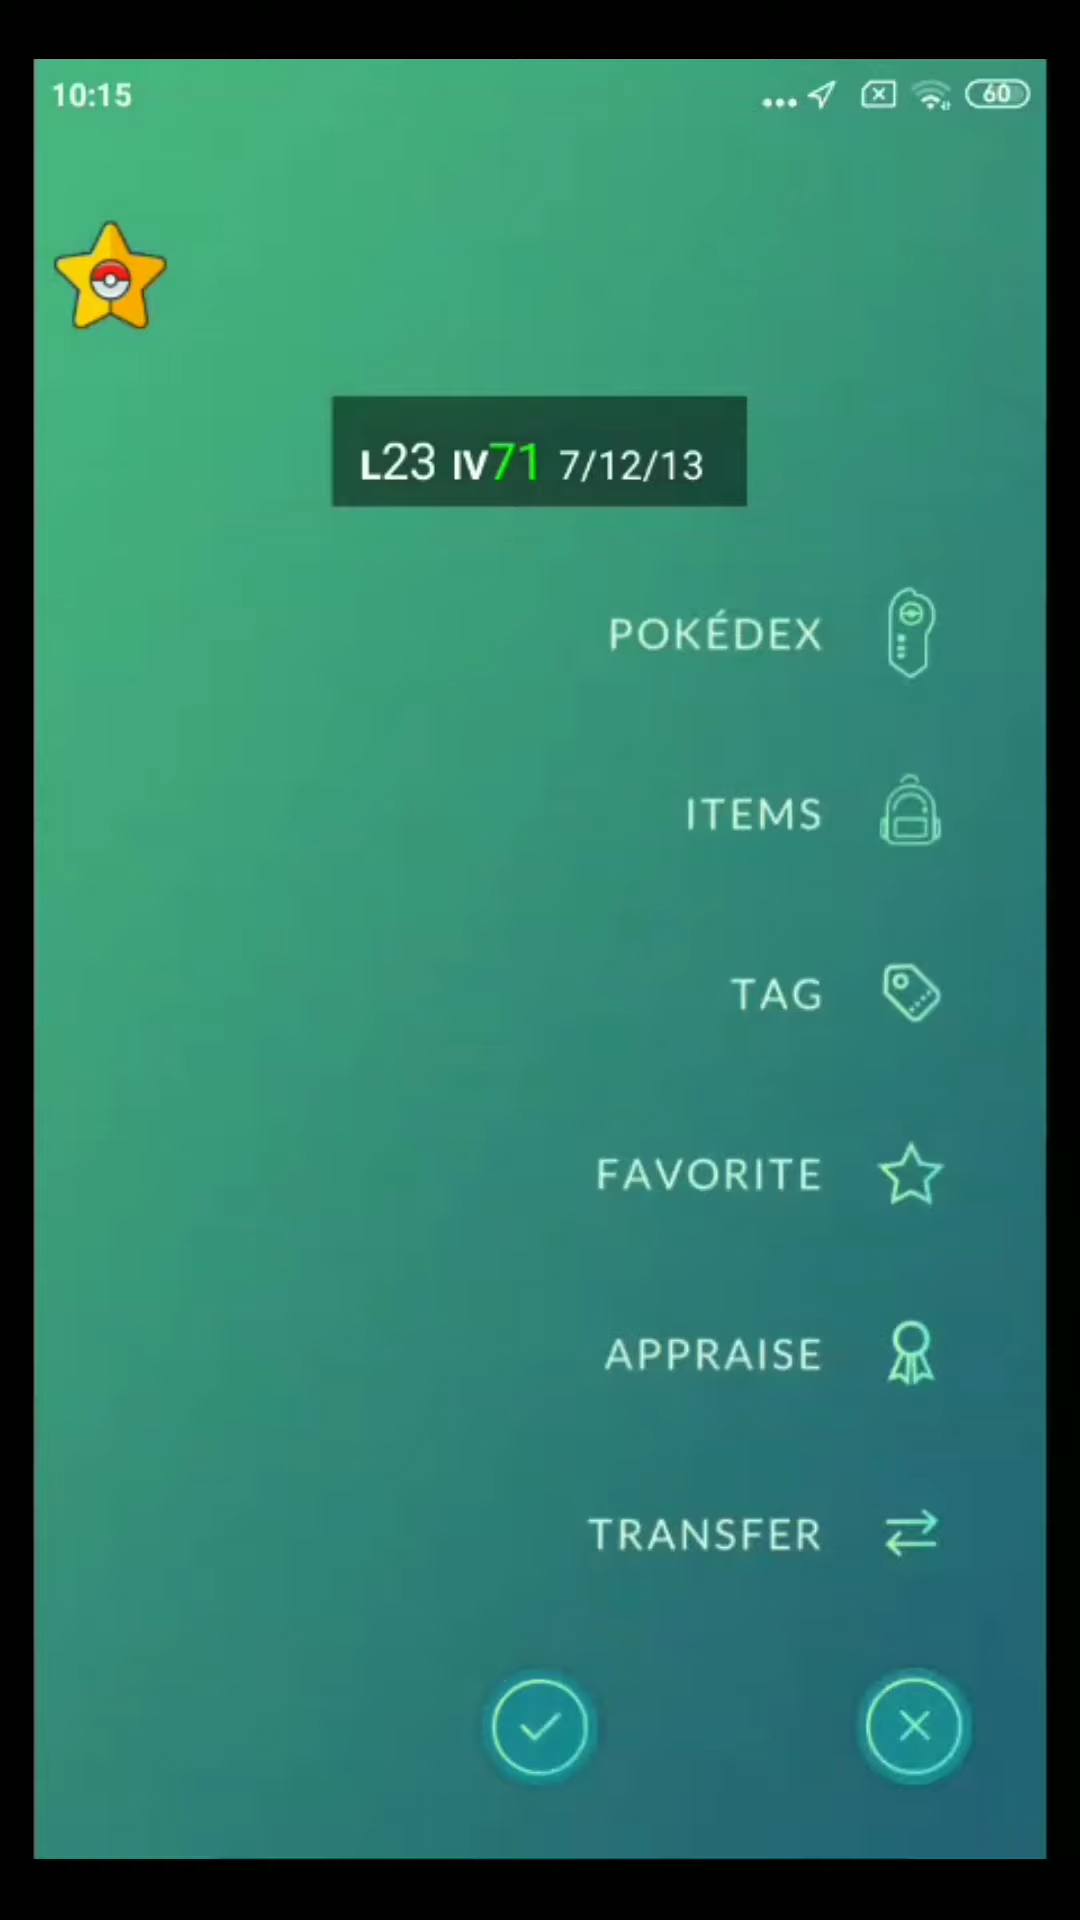 10:15
60
L23 IV71 7/12/13
POKÉDEX
ITEMS
TAG
FAVORITE
APPRAISE
TRANSFER